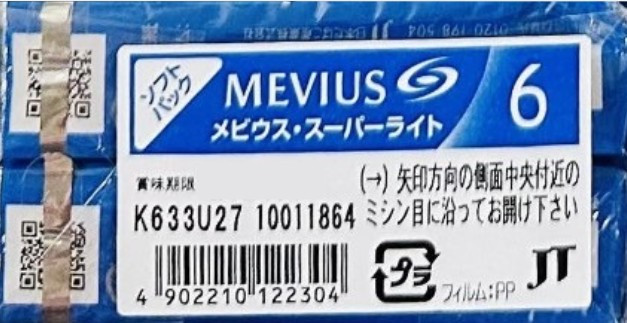 0120-198-504
ソフト
パック
MEVIUS
6
メビウス・スーパーライト
賞味期限
(→) 矢印方向の側面中央付近の
K633U27 10011864
ミシン目に沿ってお開け下さい
4 902210 122304
プラ
フィルム:PP
JT